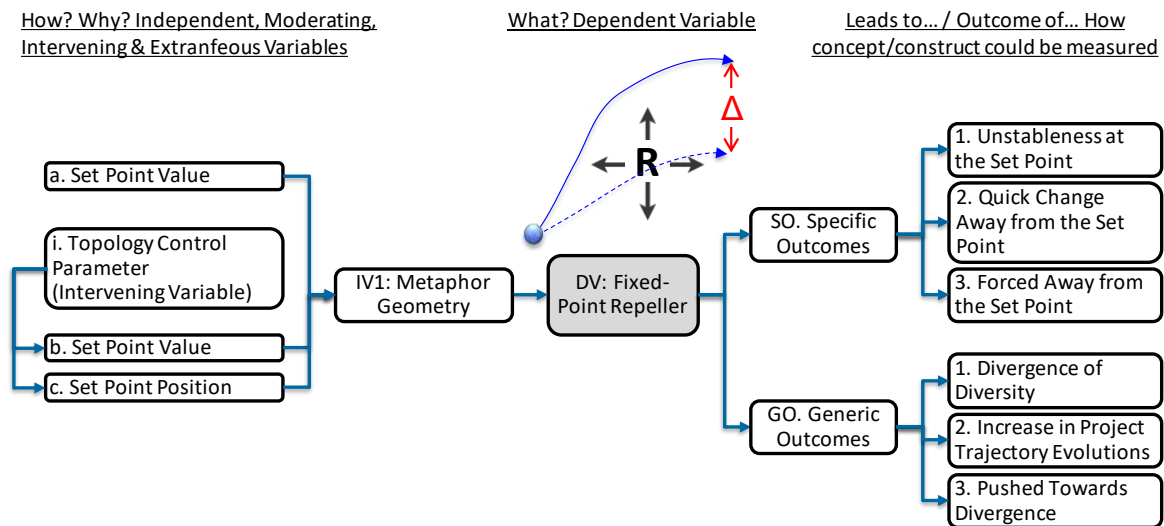 How? Why? Independent, Moderating,
Intervening & Extranfeous Variables
What? Dependent Variable
Leads to... / Outcome of... How
concept/construct could be measured
a. Set Point Value
i. Topology Control
Parameter
(Intervening Variable)
b. Set Point Value
c. Set Point Position
IV1: Metaphor
Geometry
R
Δ
DV: Fixed-
Point Repeller
SO. Specific
Outcomes
GO. Generic
Outcomes
1. Unstableness at
the Set Point
2. Quick Change
Away from the Set
Point
3. Forced Away from
the Set Point
1. Divergence of
Diversity
2. Increase in Project
Trajectory Evolutions
3. Pushed Towards
Divergence